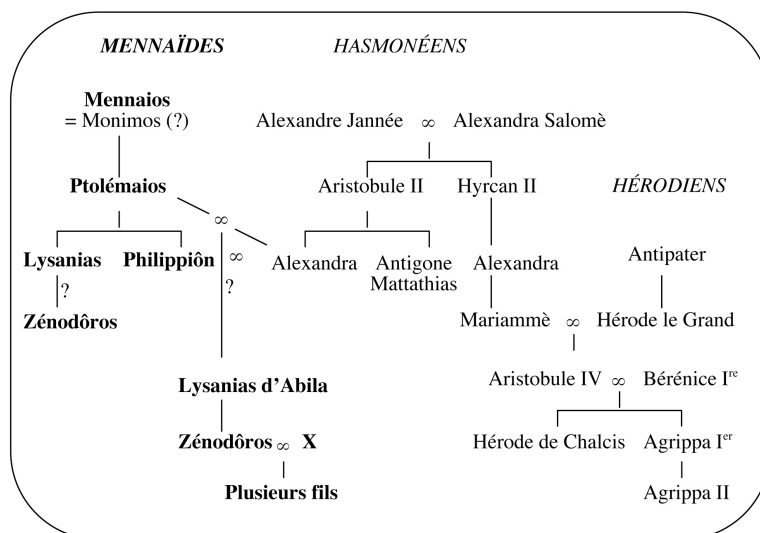 MENNAÏDES HASMONÉENS
Mennaios
= Monimos (?) Alexandre Jannée ∞ Alexandra Salomè
Ptolémaios Aristobule II Hyrcan II HÉRODIENS
∞
Lysanias Philippiôn ∞ Alexandra Antigone Mattathias Alexandra Antipater
? ?
Zénodôros Mariammè ∞ Hérode le Grand
Lysanias d'Abila Aristobule IV ∞ Bérénice Ire
Zénodôros ∞ X Hérode de Chalcis Agrippa Ier
Plusieurs fils Agrippa II